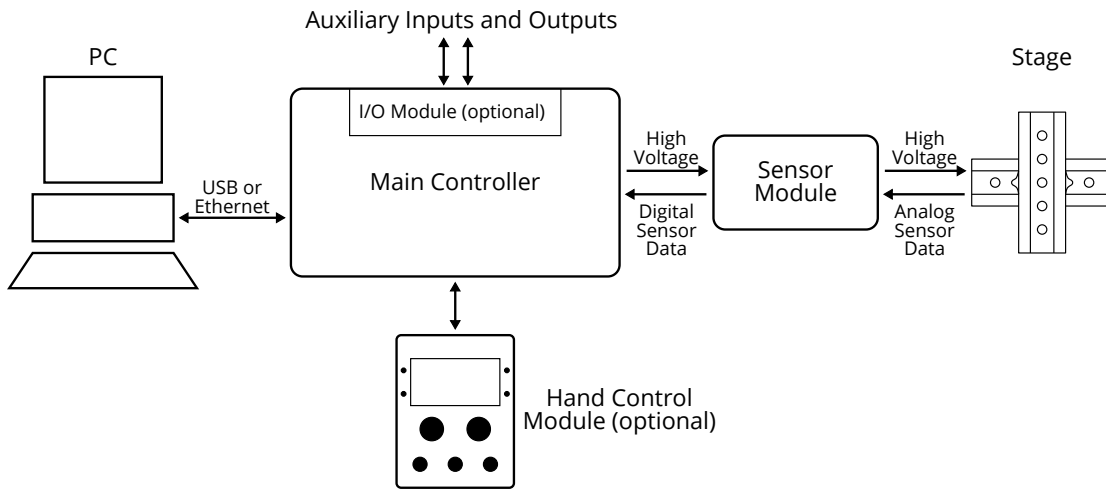 Auxiliary Inputs and Outputs
PC
Stage
I/O Module (optional)
Main Controller
USB or
Ethernet
High
Voltage
Digital
Sensor
Data
Sensor
Module
High
Voltage
Analog
Sensor
Data
Hand Control
Module (optional)